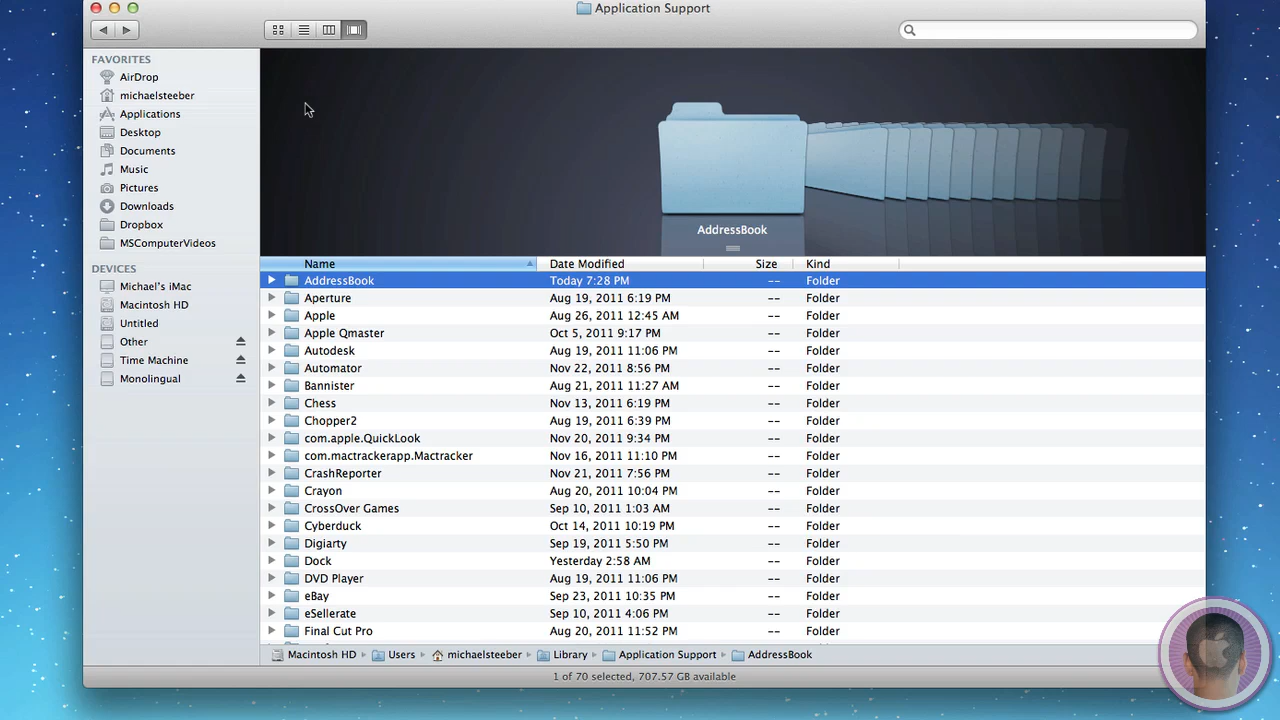 Application Support
FAVORITES
AirDrop
michaelsteeber
Applications
Desktop
Documents
Music
Pictures
Downloads
Dropbox
MSComputerVideos
DEVICES
Michael's iMac
Macintosh HD
Untitled
Other
Time Machine
Monolingual
AddressBook
Name Date Modified Size Kind
AddressBook Today 7:28 PM -- Folder
Aperture Aug 19, 2011 6:19 PM -- Folder
Apple Aug 26, 2011 12:45 AM -- Folder
Apple Qmaster Oct 5, 2011 9:17 PM -- Folder
Autodesk Aug 19, 2011 11:06 PM -- Folder
Automator Nov 22, 2011 8:56 PM -- Folder
Bannister Aug 21, 2011 11:27 AM -- Folder
Chess Nov 13, 2011 6:19 PM -- Folder
Chopper2 Aug 19, 2011 6:39 PM -- Folder
com.apple.QuickLook Nov 20, 2011 9:34 PM -- Folder
com.mactrackerapp.Mactracker Nov 16, 2011 11:10 PM -- Folder
CrashReporter Nov 21, 2011 7:56 PM -- Folder
Crayon Aug 20, 2011 10:04 PM -- Folder
CrossOver Games Sep 10, 2011 1:03 AM -- Folder
Cyberduck Oct 14, 2011 10:19 PM -- Folder
Digiarty Sep 19, 2011 5:50 PM -- Folder
Dock Yesterday 2:58 AM -- Folder
DVD Player Aug 19, 2011 11:06 PM -- Folder
eBay Sep 23, 2011 10:35 PM -- Folder
eSellerate Sep 10, 2011 4:06 PM -- Folder
Final Cut Pro Aug 20, 2011 11:52 PM -- Folder
Macintosh HD Users michaelsteeber Library Application Support AddressBook
1 of 70 selected, 707.57 GB available